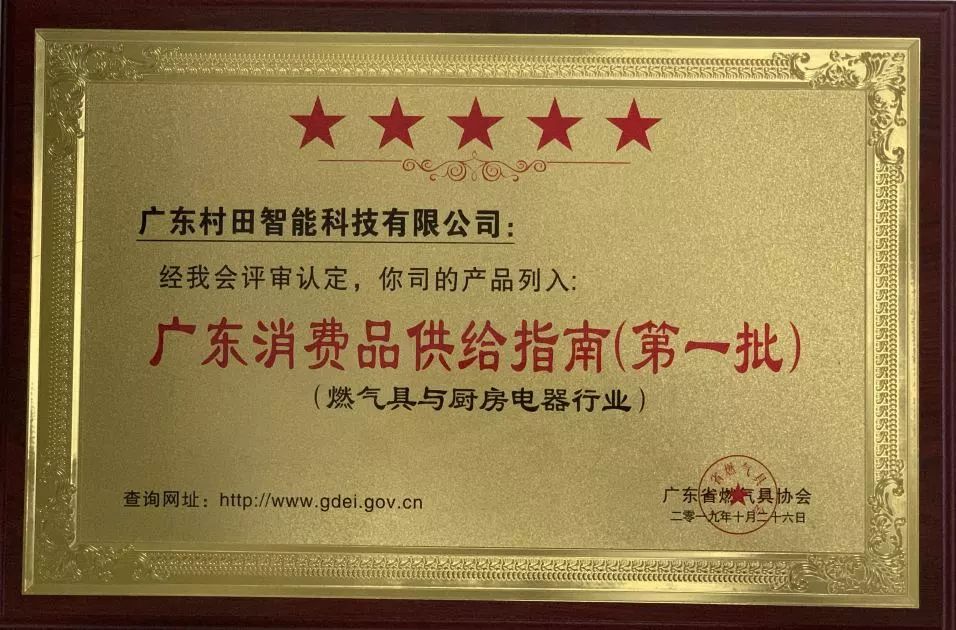 广东村田智能科技有限公司:
经我会评审认定，你司的产品列入:
广东消费品供给指南(第一批)
(燃气具与厨房电器行业)
查询网址: http://www.gdei.gov.cn
广东省燃气具协会
二零一九年十月二十六日